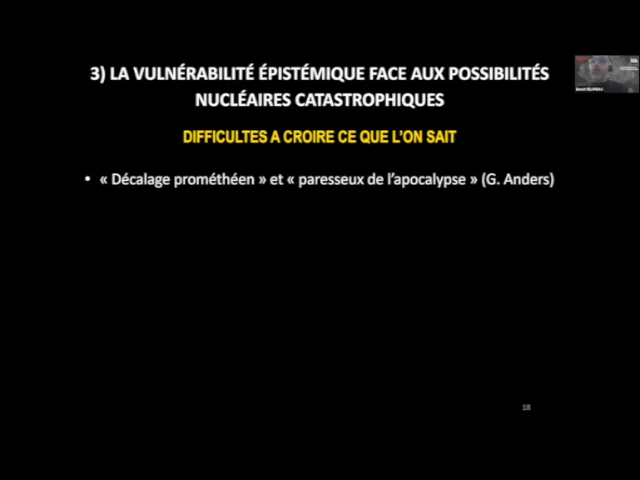 3) LA VULNÉRABILITÉ ÉPISTÉMIQUE FACE AUX POSSIBILITÉS
NUCLÉAIRES CATASTROPHIQUES
DIFFICULTES A CROIRE CE QUE L'ON SAIT
• « Décalage prométhéen » et « paresseux de l'apocalypse » (G. Anders)
18